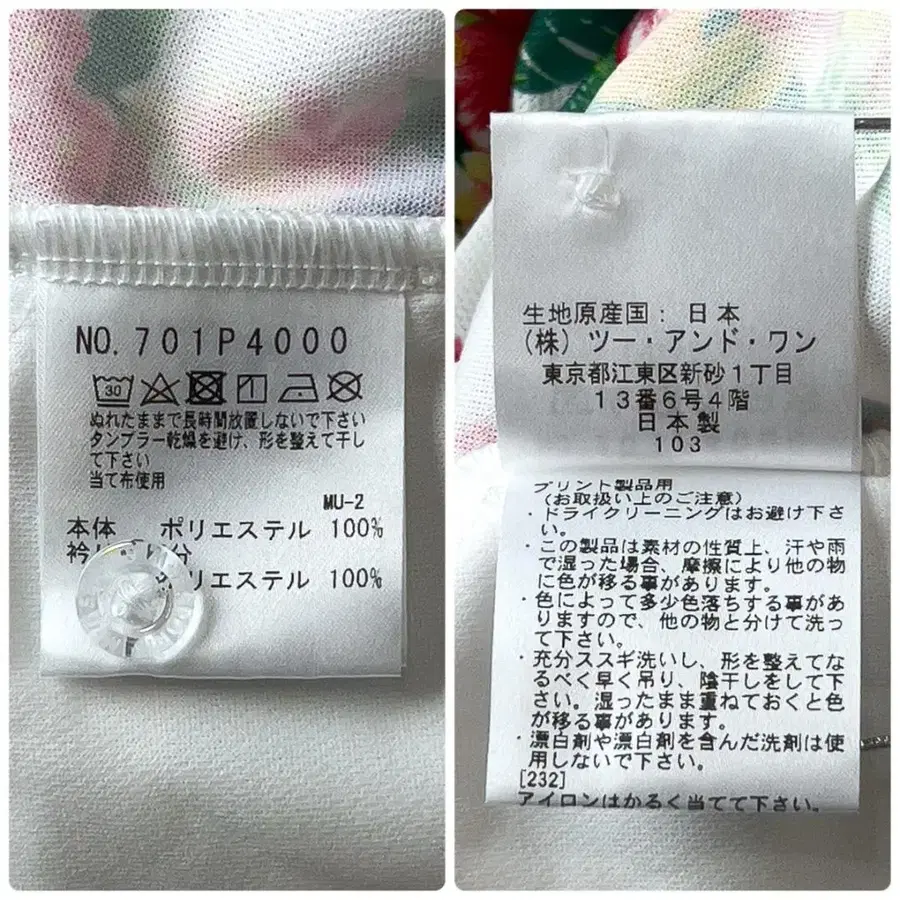 NO.701P4000
30
ぬれたままで長時間放置しないで下さい
タンブラー乾燥を避け、形を整えて干し
て下さい
当て布使用
MU-2
本体 ポリエステル 100%
分
リエステル 100%
生地原産国：日本
（株）ツー・アンド・ワン
東京都江東区新砂１丁目
１３番６号４階
日本製
103
プリント製品用
（お取扱い上のご注意）
・ドライクリーニングはお避け下さ
い。
・この製品は素材の性質上、汗や雨
で湿った場合、摩擦により他の物
に色が移る事があります。
・色によって多少色落ちする事があ
りますので、他の物と分けて洗っ
て下さい。
・充分ススギ洗いし、形を整えてな
るべく早く吊り、陰干しをして下
さい。湿ったまま重ねておくと色
が移る事があります。
・漂白剤や漂白剤を含んだ洗剤は使
用しないで下さい。
[232]
アイロンはかるく当てて下さい。